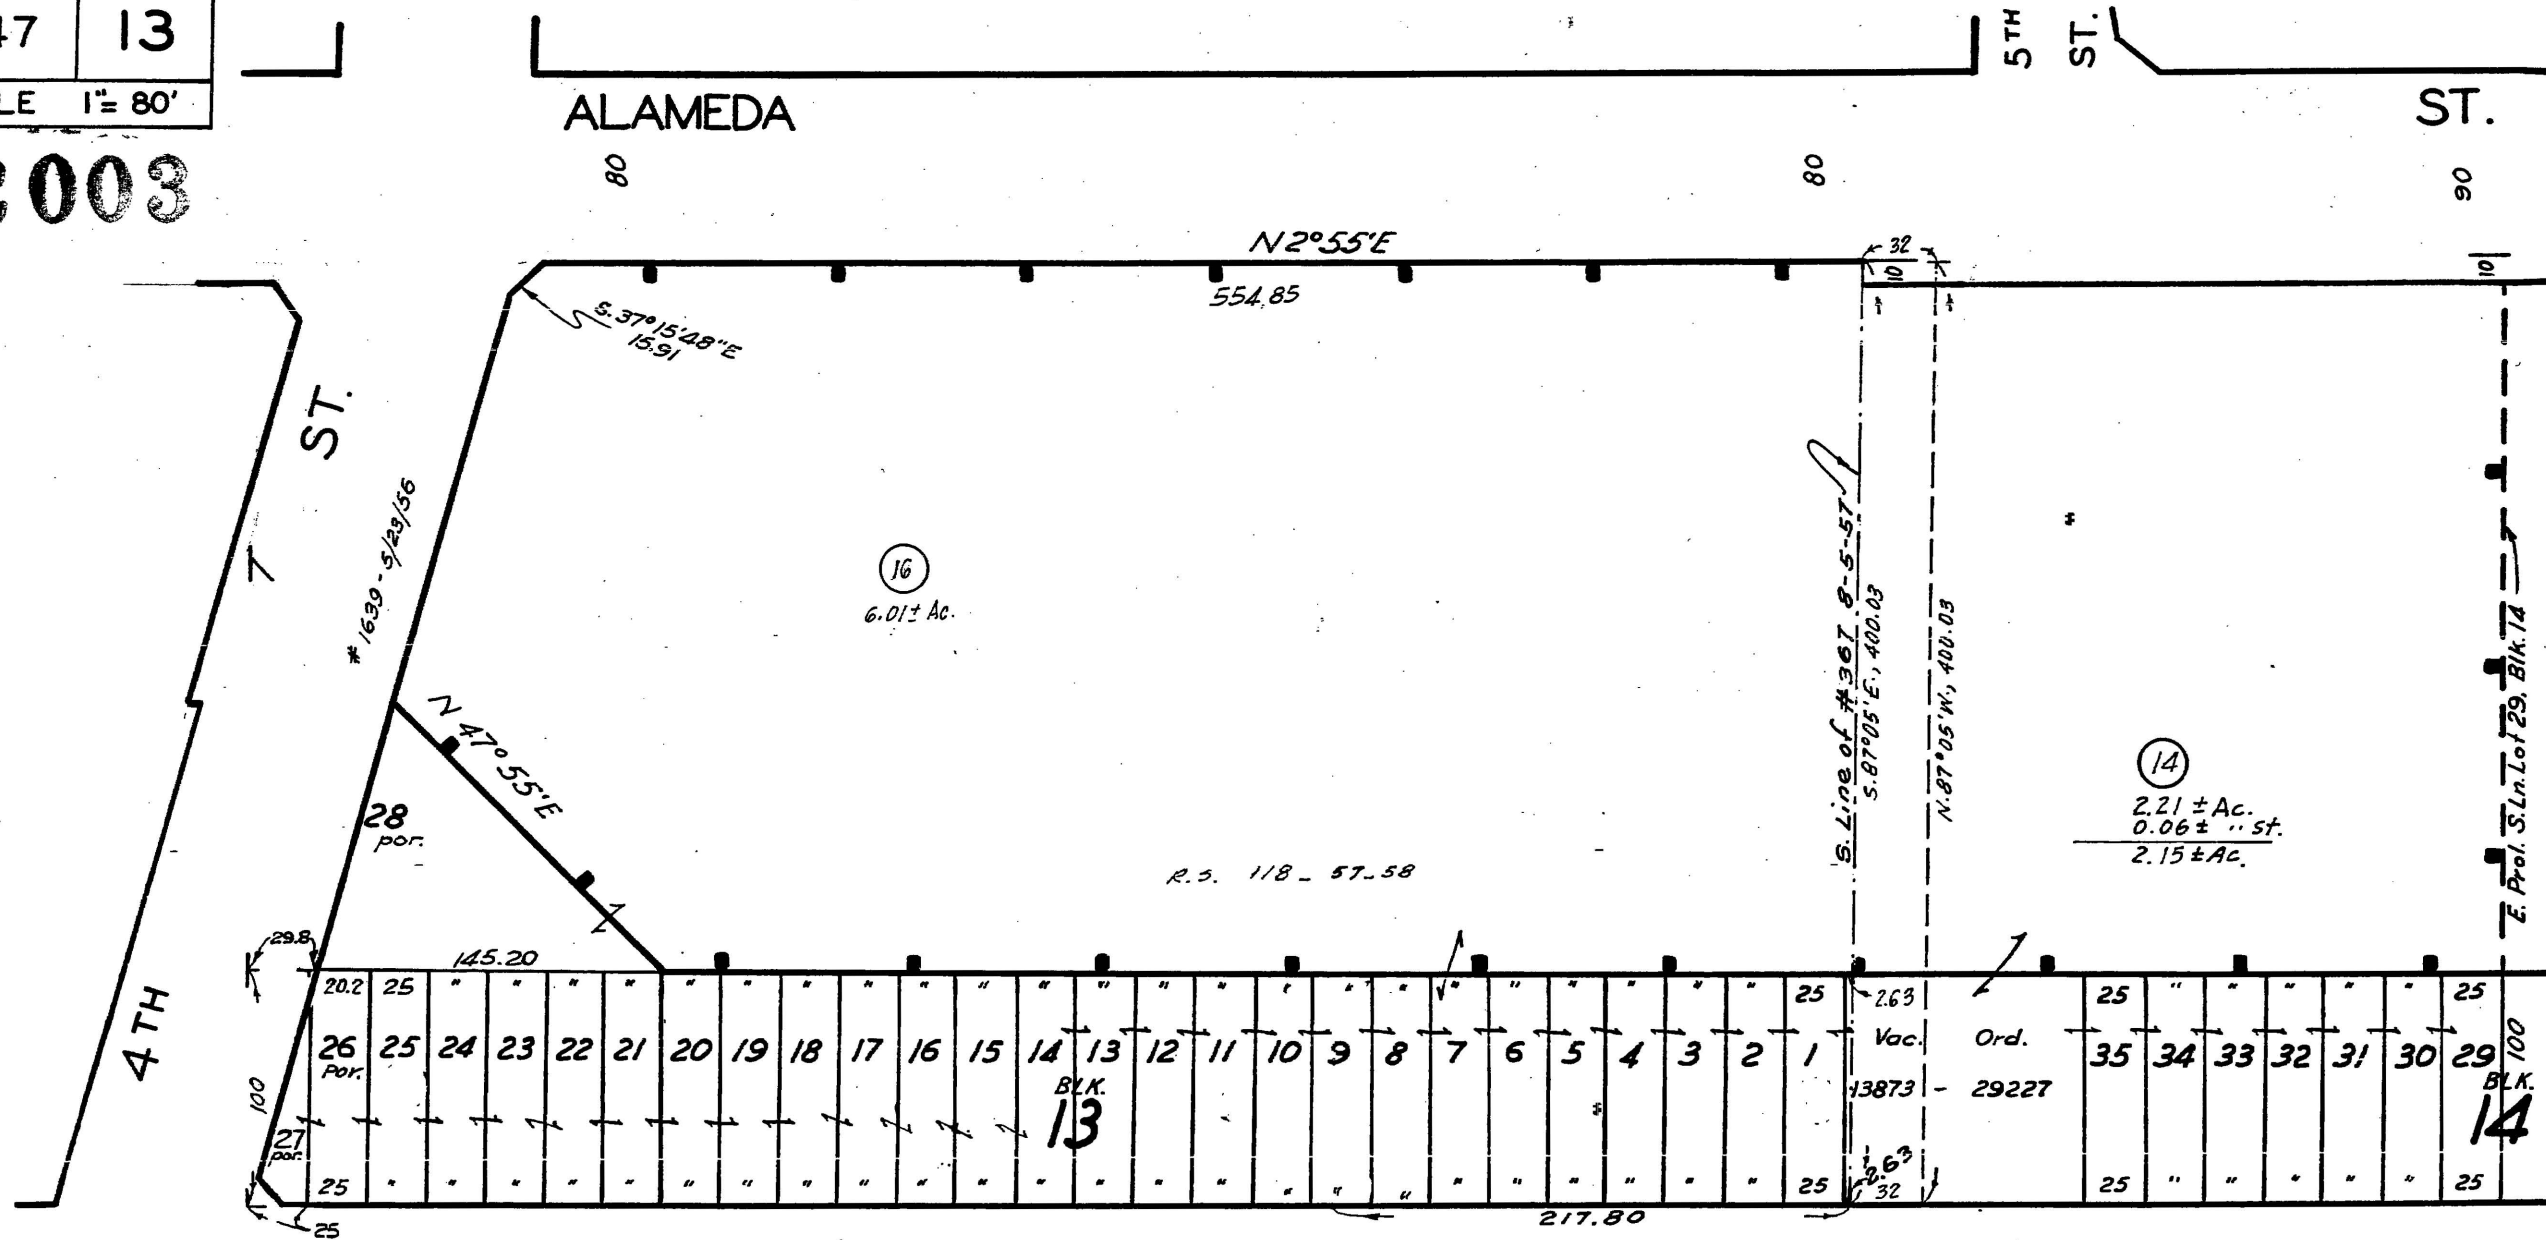 47 13
1"= 80'
003
5TH ST.
ALAMEDA ST.
80
80
90
N 2°55'E
554.85
32
10
10
S. 37°15'48"E
15.91
ST.
# 1639 - 5/23/56
16
6.01± Ac.
S. Line of #367 8-5-57
S. 87°05'E., 400.03
N. 87°05'W., 400.03
14
2.21 ± Ac.
0.06 ± " st.
2.15 ± Ac.
E. Prol. S. Ln. Lot 29, Blk. 14
N 47°55'E
28
por.
R.S. 118 - 57-58
29.8
145.20
4TH
20.2 25 " " " " " " " " " " " " " " " " " " " " " " " " 25 2.63 25 " " " " " 25
26 25 24 23 22 21 20 19 18 17 16 15 14 13 12 11 10 9 8 7 6 5 4 3 2 1 Vac. Ord. 35 34 33 32 31 30 29
Por.
100
BLK.
13
13873 - 29227
100
BLK.
14
27
por.
25 " " " " " " " " " " " " " " " " " " " " " " " " 25 2.63 25 " " " " " 25
32
25
217.80